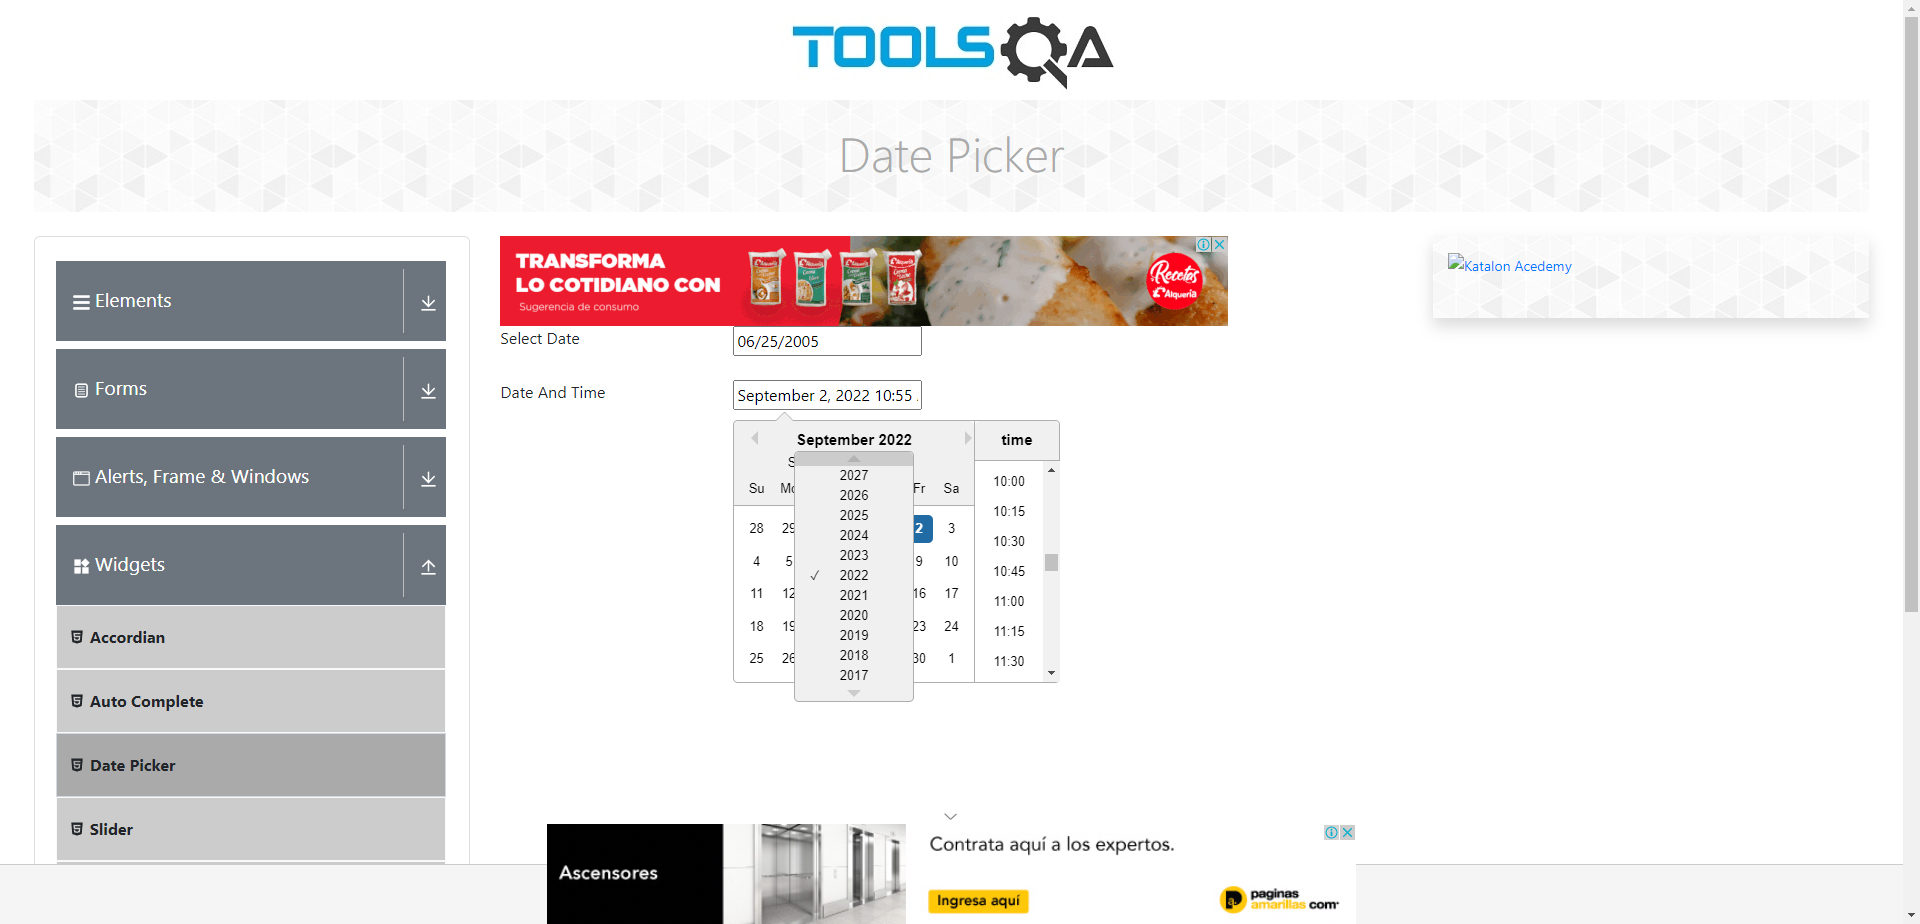 TOOLSQA
Date Picker
Elements
Forms
Alerts, Frame & Windows
Widgets
Accordian
Auto Complete
Date Picker
Slider
TRANSFORMA
LO COTIDIANO CON
Sugerencia de consumo
Recetas
Alquería
Katalon Acedemy
Select Date
06/25/2005
Date And Time
September 2, 2022 10:55
September 2022
time
S
Su Mo Fr Sa
28 29 2 3
4 5 9 10
11 12 16 17
18 19 23 24
25 26 30 1
2027
2026
2025
2024
2023
✓ 2022
2021
2020
2019
2018
2017
10:00
10:15
10:30
10:45
11:00
11:15
11:30
Ascensores
Contrata aquí a los expertos.
Ingresa aquí
paginas
amarillas.com